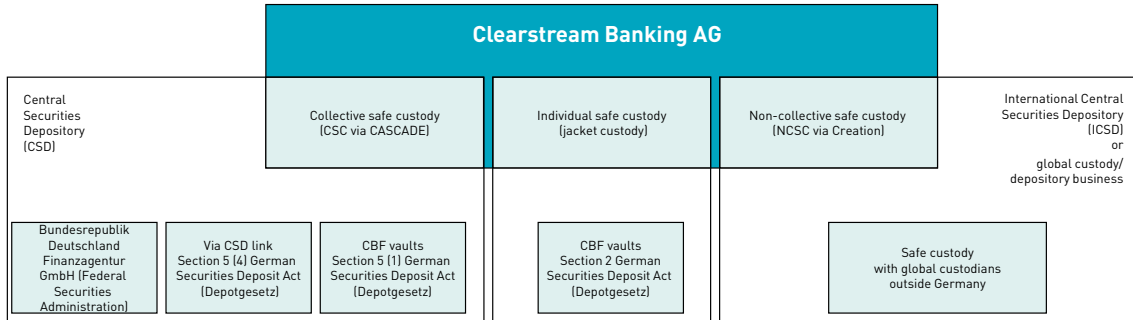 Clearstream Banking AG
Central
Securities
Depository
(CSD)
Collective safe custody
(CSC via CASCADE)
Individual safe custody
(jacket custody)
Non-collective safe custody
(NCSC via Creation)
International Central
Securities Depository
(ICSD)
or
global custody/
depository business
Bundesrepublik
Deutschland
Finanzagentur
GmbH (Federal
Securities
Administration)
Via CSD link
Section 5 (4) German
Securities Deposit Act
(Depotgesetz)
CBF vaults
Section 5 (1) German
Securities Deposit Act
(Depotgesetz)
CBF vaults
Section 2 German
Securities Deposit Act
(Depotgesetz)
Safe custody
with global custodians
outside Germany